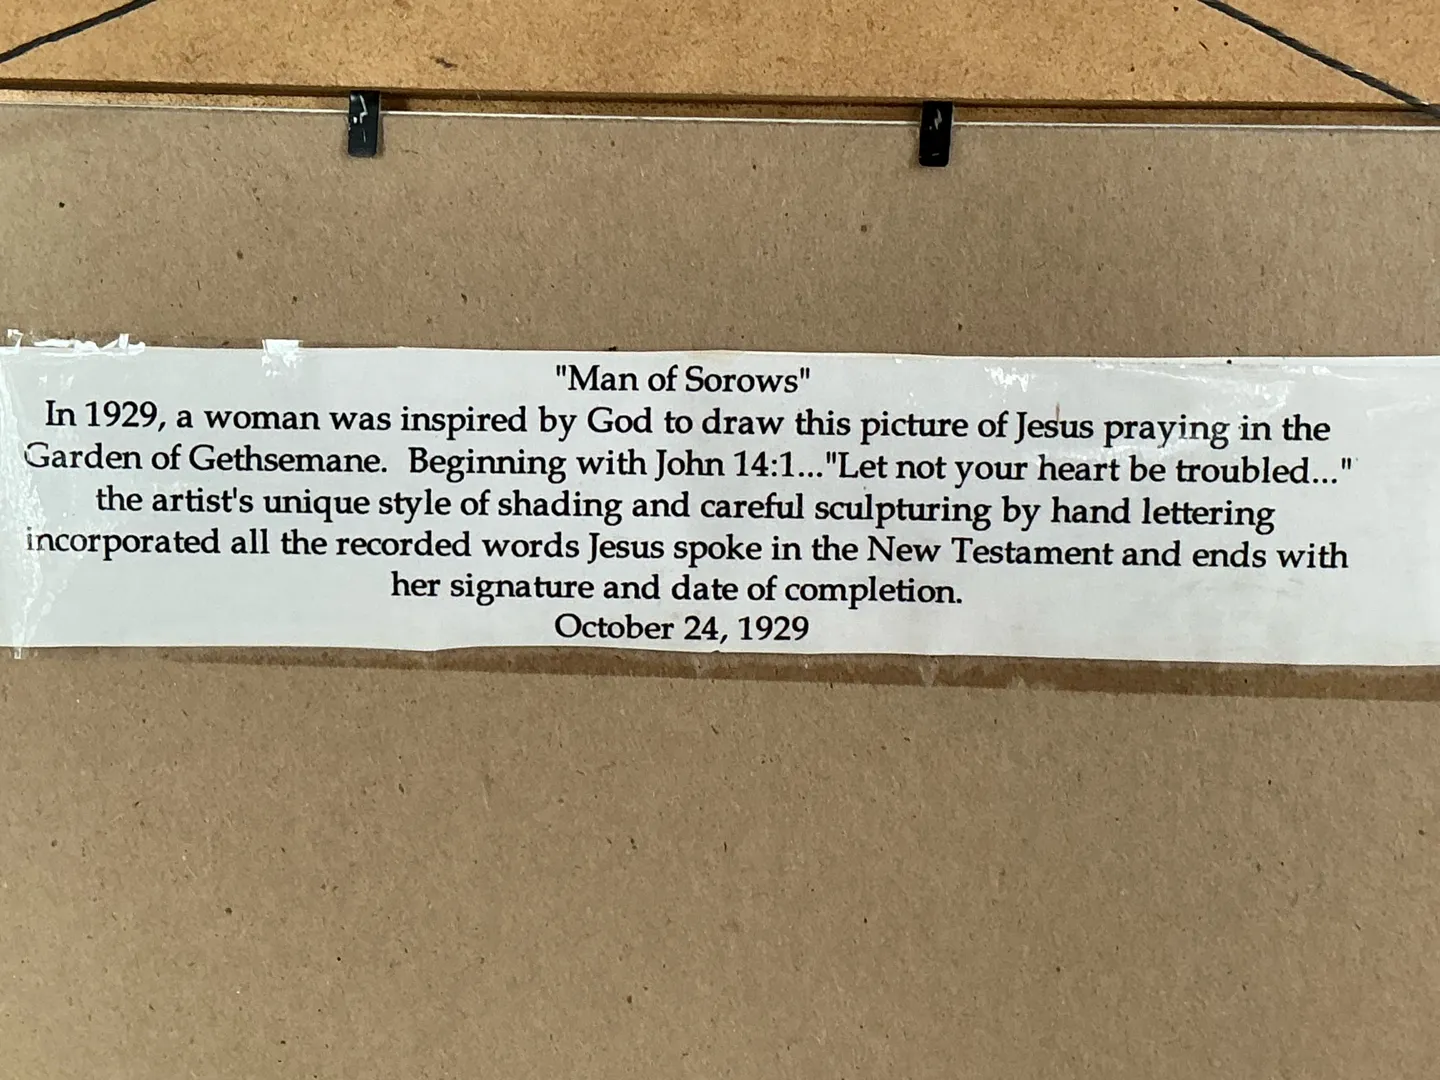 "Man of Sorows"
In 1929, a woman was inspired by God to draw this picture of Jesus praying in the
Garden of Gethsemane.  Beginning with John 14:1..."Let not your heart be troubled..."
the artist's unique style of shading and careful sculpturing by hand lettering
incorporated all the recorded words Jesus spoke in the New Testament and ends with
her signature and date of completion.
October 24, 1929